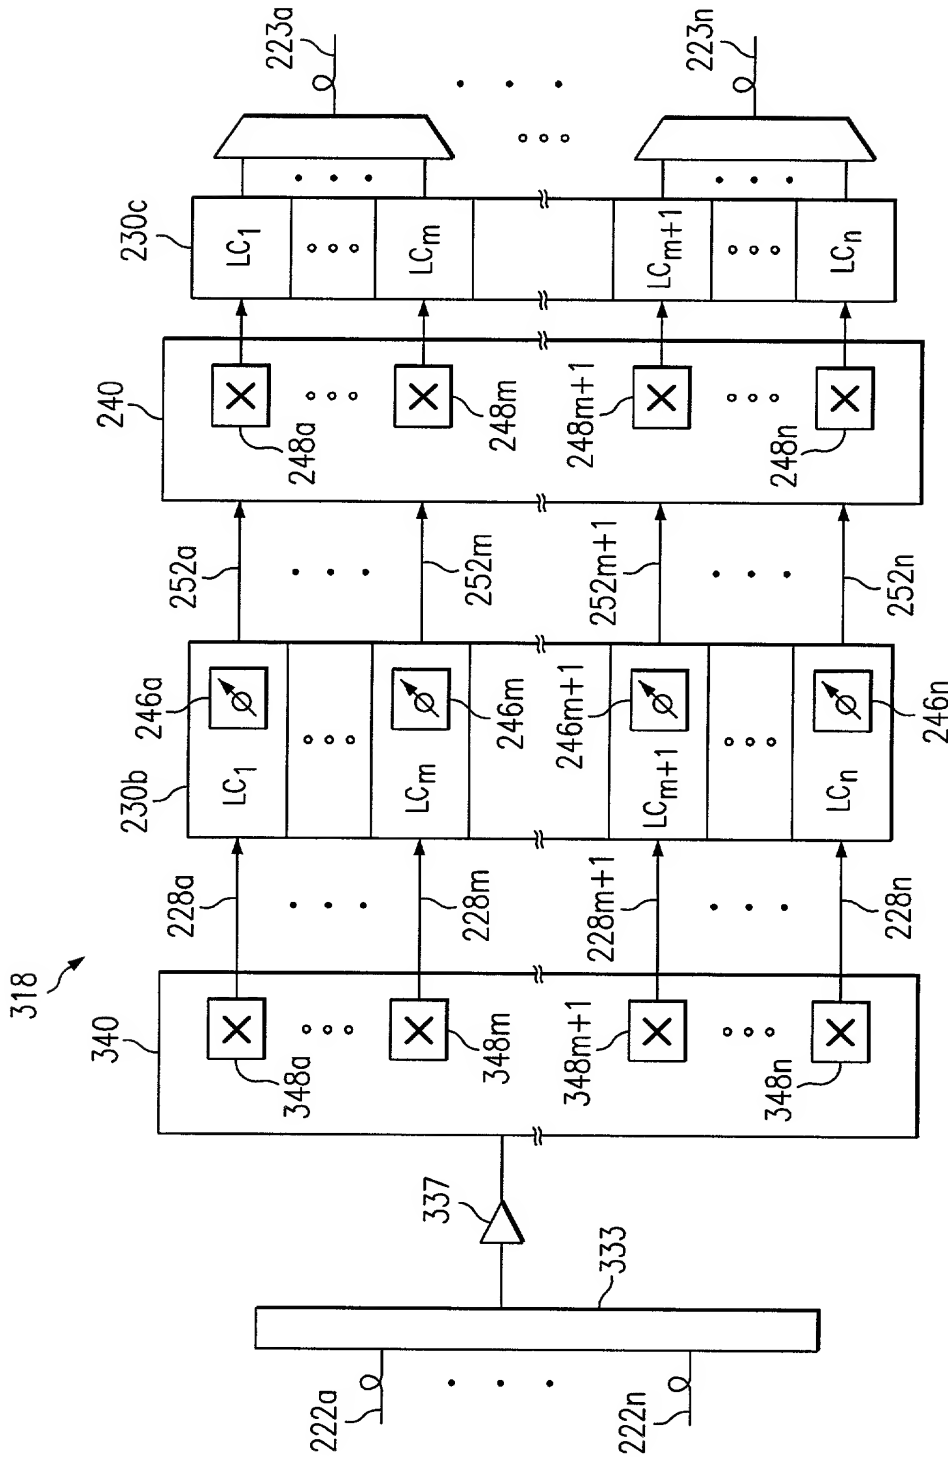 318
222a
222n
333
337
340
348a
348m
348m+1
348n
228a
228m
228m+1
228n
230b
LC1
LCm
LCm+1
LCn
246a
246m
246m+1
246n
252a
252m
252m+1
252n
240
248a
248m
248m+1
248n
230c
LC1
LCm
LCm+1
LCn
223a
223n